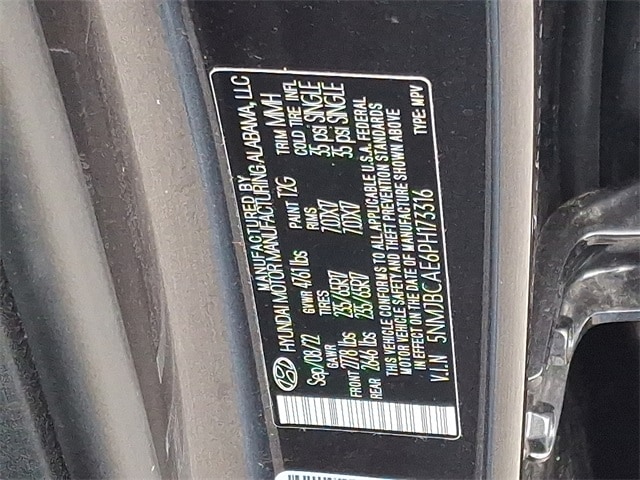 MANUFACTURED BY
HYUNDAI MOTOR MANUFACTURING ALABAMA, LLC
Sep/08/22 GVWR 4761 lbs PAINT T2G TRIM MMH
GAWR TIRES RIMS COLD TIRE INFL
FRONT 2778 lbs 235/65R17 7.0JX17 35 psi SINGLE
REAR 2646 lbs 235/65R17 7.0JX17 35 psi SINGLE
THIS VEHICLE CONFORMS TO ALL APPLICABLE U.S.A. FEDERAL
MOTOR VEHICLE SAFETY AND THEFT PREVENTION STANDARDS
IN EFFECT ON THE DATE OF MANUFACTURE SHOWN ABOVE
V.I.N 5NMJBCAE6PH173316 TYPE: MPV